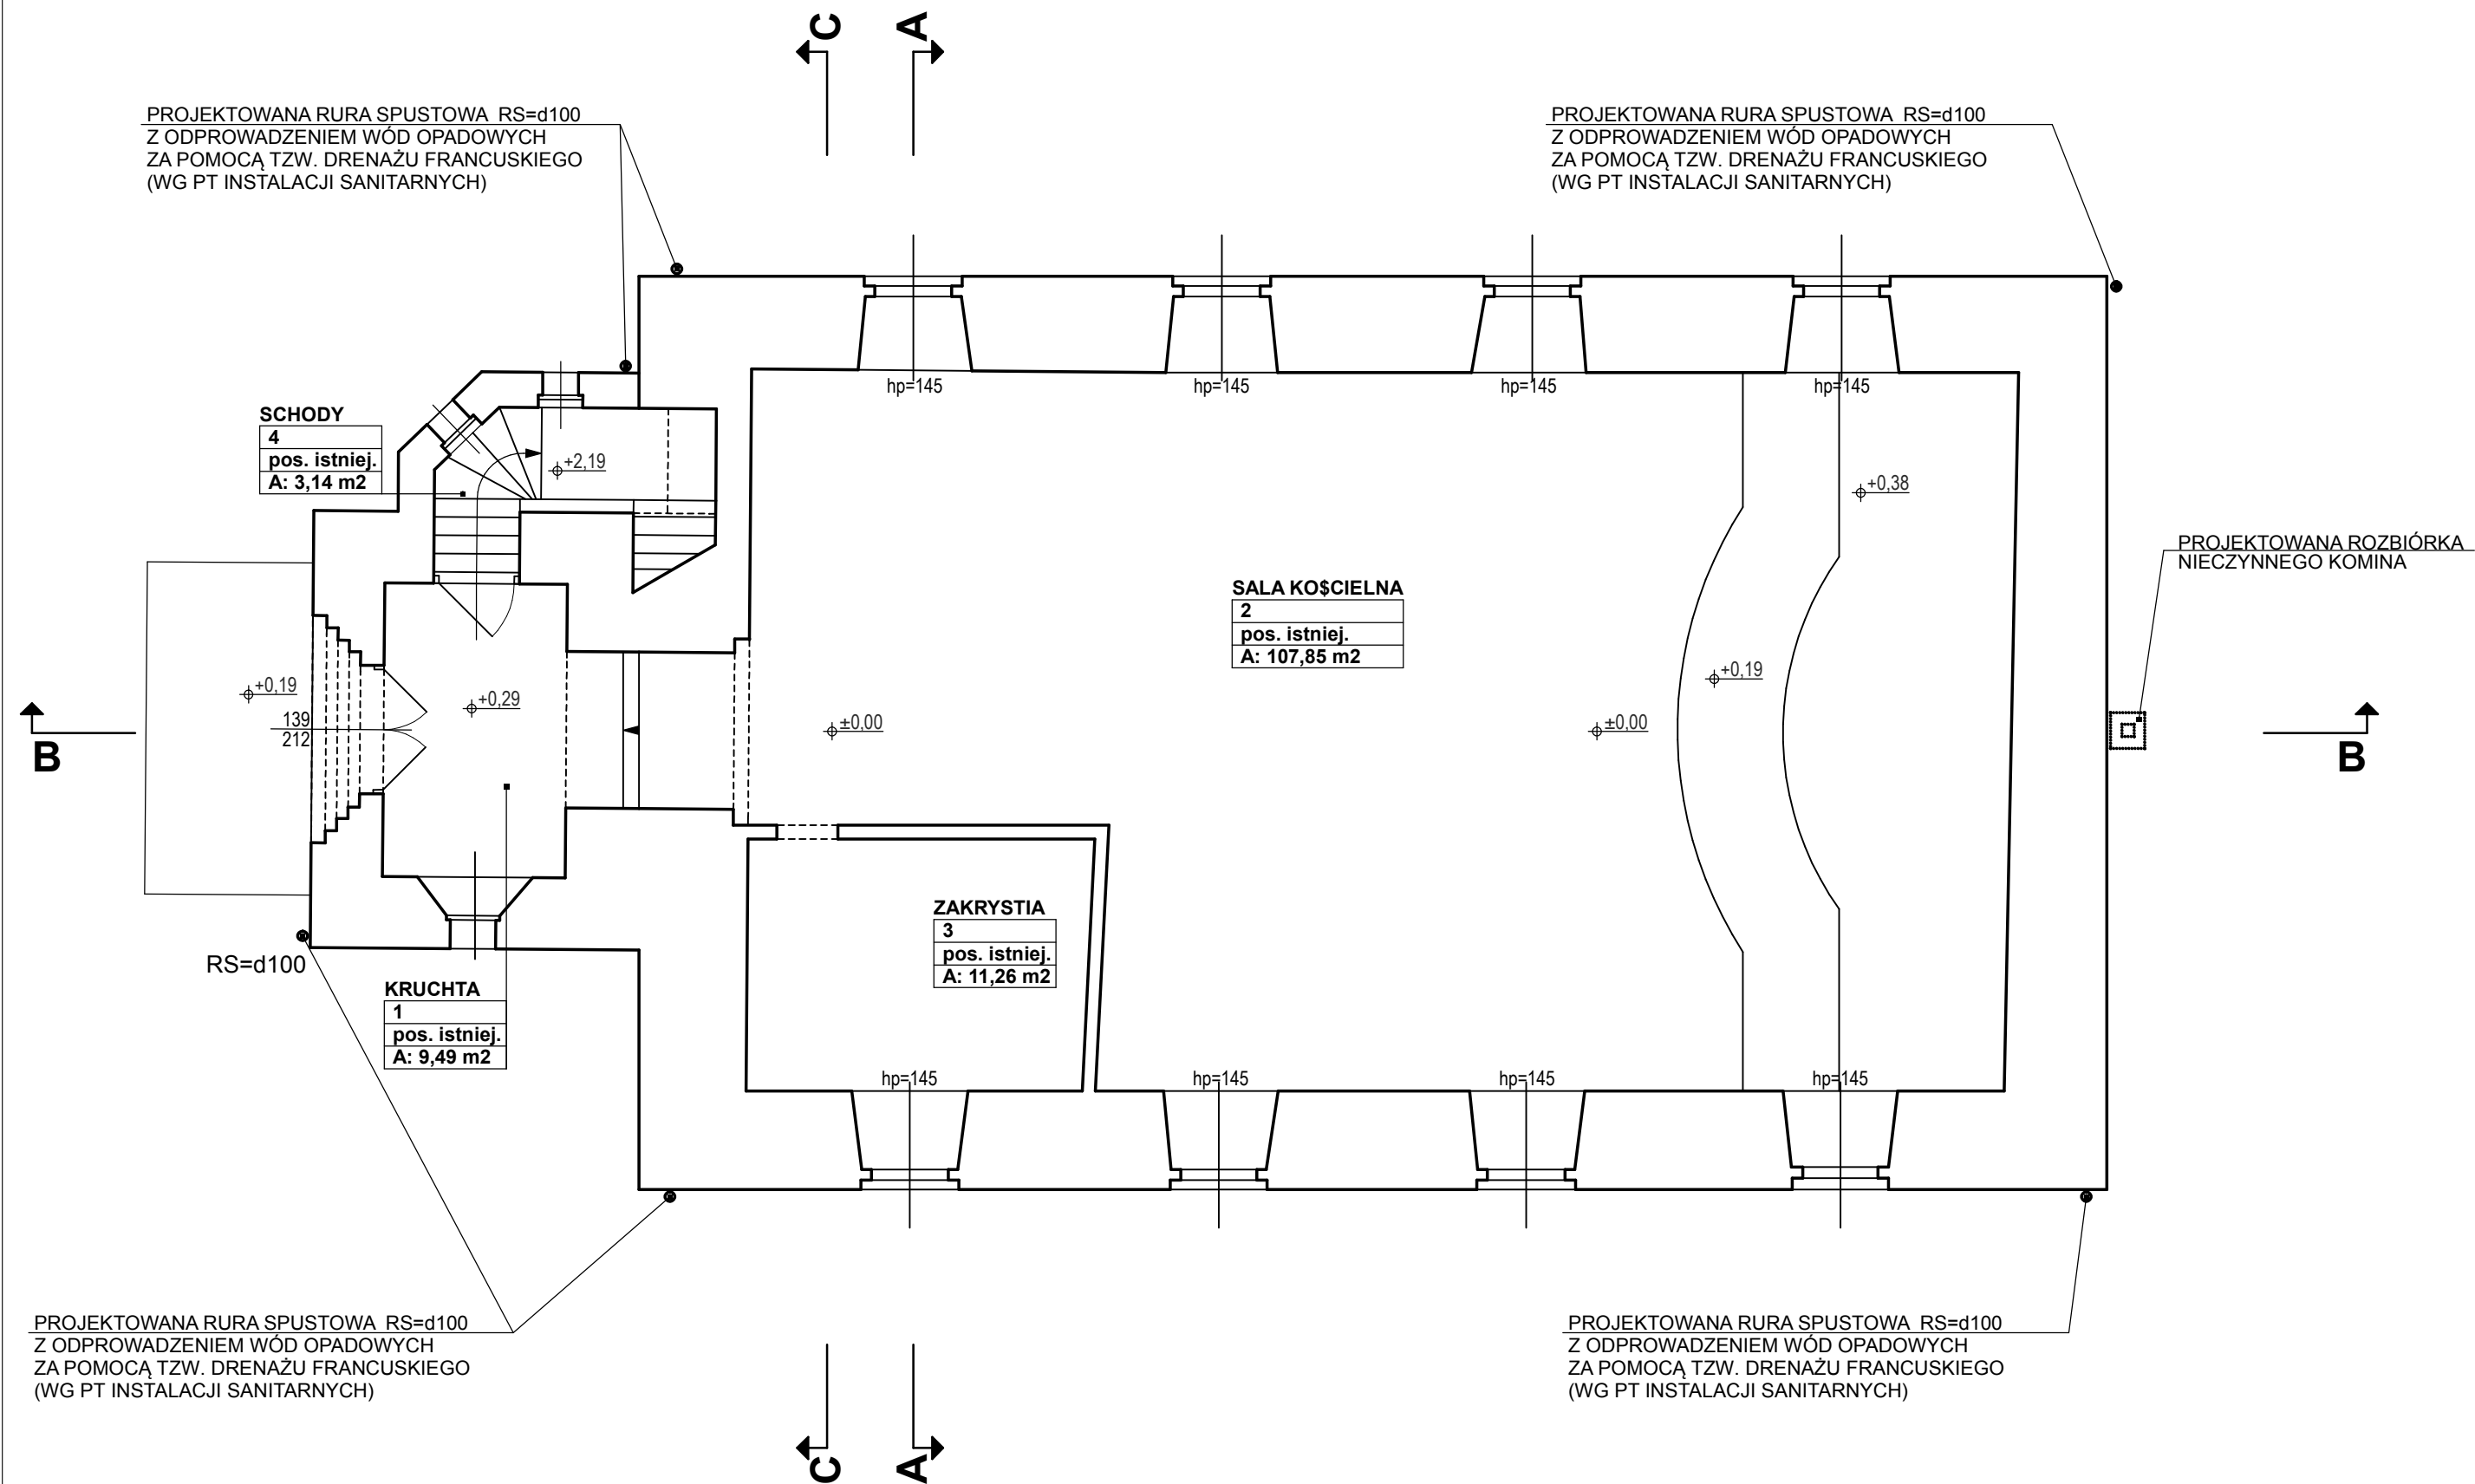 C
A
PROJEKTOWANA RURA SPUSTOWA RS=d100
Z ODPROWADZENIEM WÓD OPADOWYCH
ZA POMOCĄ TZW. DRENAŻU FRANCUSKIEGO
(WG PT INSTALACJI SANITARNYCH)
PROJEKTOWANA RURA SPUSTOWA RS=d100
Z ODPROWADZENIEM WÓD OPADOWYCH
ZA POMOCĄ TZW. DRENAŻU FRANCUSKIEGO
(WG PT INSTALACJI SANITARNYCH)
hp=145
hp=145
hp=145
hp=145
SCHODY
4
pos. istniej.
A: 3,14 m2
+2,19
+0,38
PROJEKTOWANA ROZBIÓRKA
NIECZYNNEGO KOMINA
SALA KO$CIELNA
2
pos. istniej.
A: 107,85 m2
+0,19
+0,29
+0,19
139
212
±0,00
±0,00
B
B
ZAKRYSTIA
3
pos. istniej.
A: 11,26 m2
RS=d100
KRUCHTA
1
pos. istniej.
A: 9,49 m2
hp=145
hp=145
hp=145
hp=145
PROJEKTOWANA RURA SPUSTOWA RS=d100
Z ODPROWADZENIEM WÓD OPADOWYCH
ZA POMOCĄ TZW. DRENAŻU FRANCUSKIEGO
(WG PT INSTALACJI SANITARNYCH)
PROJEKTOWANA RURA SPUSTOWA RS=d100
Z ODPROWADZENIEM WÓD OPADOWYCH
ZA POMOCĄ TZW. DRENAŻU FRANCUSKIEGO
(WG PT INSTALACJI SANITARNYCH)
C
A